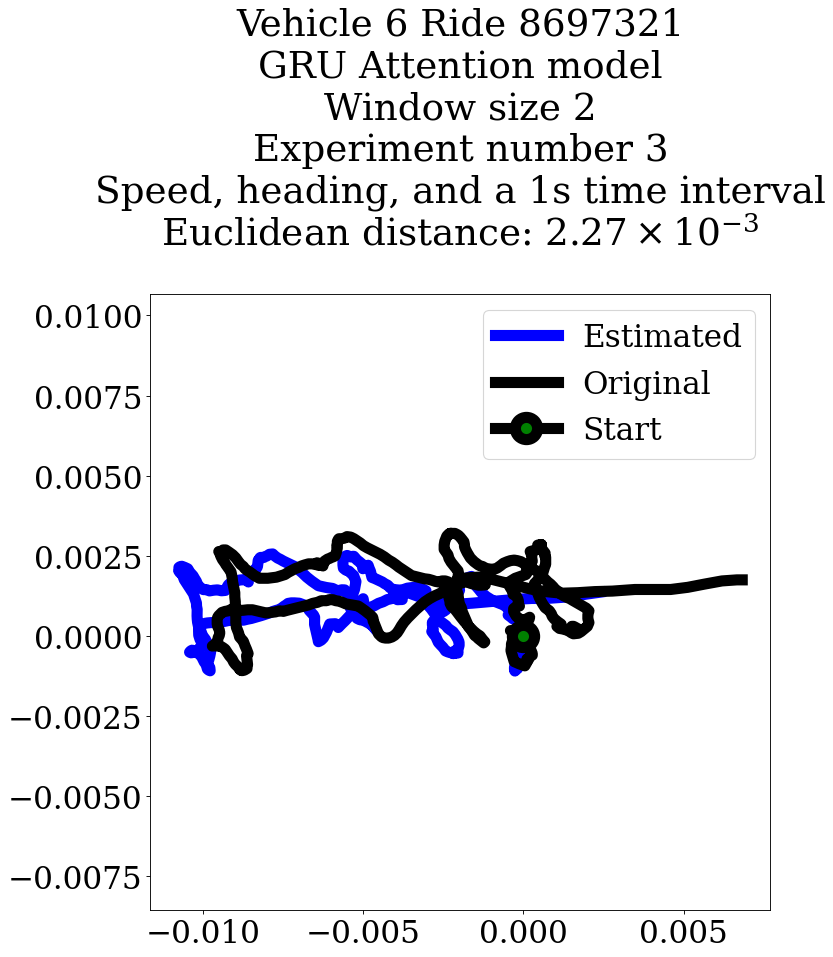 Vehicle 6 Ride 8697321
GRU Attention model
Window size 2
Experiment number 3
Speed, heading, and a 1s time interval
Euclidean distance: 2.27 × 10⁻³
Estimated
Original
Start
0.0100
0.0075
0.0050
0.0025
0.0000
−0.0025
−0.0050
−0.0075
−0.010 −0.005 0.000 0.005